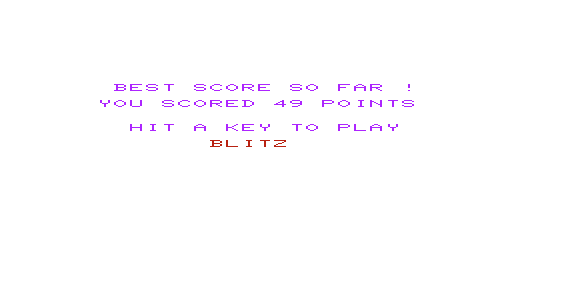 BEST SCORE SO FAR !
YOU SCORED 49 POINTS
HIT A KEY TO PLAY
BLITZ